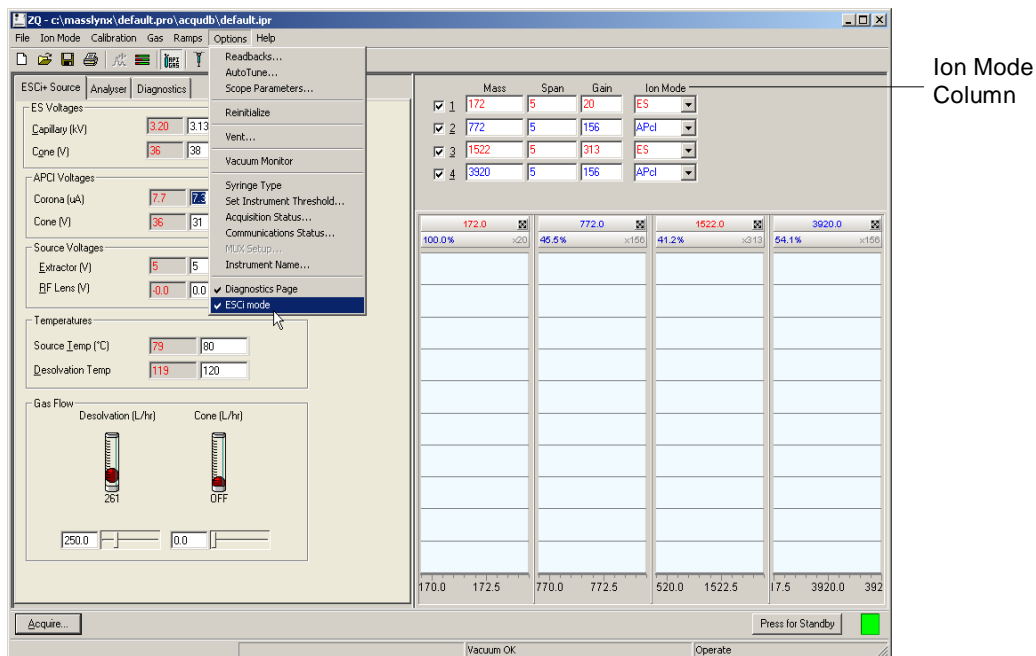 ZQ - c:\masslynx\default.pro\acqudb\default.ipr
File Ion Mode Calibration Gas Ramps Options Help
Readbacks...
AutoTune...
Scope Parameters...
Reinitialize
Vent...
Vacuum Monitor
Syringe Type
Set Instrument Threshold...
Acquisition Status...
Communications Status...
MUX Setup...
Instrument Name...
Diagnostics Page
ESCi mode
API GAS
ESCi+ Source Analyser Diagnostics
ES Voltages
Capillary (kV) 3.20 3.13
Cone (V) 36 38
APCI Voltages
Corona (uA) 7.7 7.3
Cone (V) 36 31
Source Voltages
Extractor (V) 5 5
RF Lens (V) -0.0 0.0
Temperatures
Source Temp (°C) 79 80
Desolvation Temp 119 120
Gas Flow
Desolvation (L/hr) Cone (L/hr)
261 OFF
250.0 0.0
Mass Span Gain Ion Mode
1 172 5 20 ES
2 772 5 156 APcI
3 1522 5 313 ES
4 3920 5 156 APcI
Ion Mode
Column
172.0 772.0 1522.0 3920.0
100.0% x20 45.5% x156 41.2% x313 54.1% x156
170.0 172.5 770.0 772.5 520.0 1522.5 17.5 3920.0 392
Acquire... Press for Standby
Vacuum OK Operate